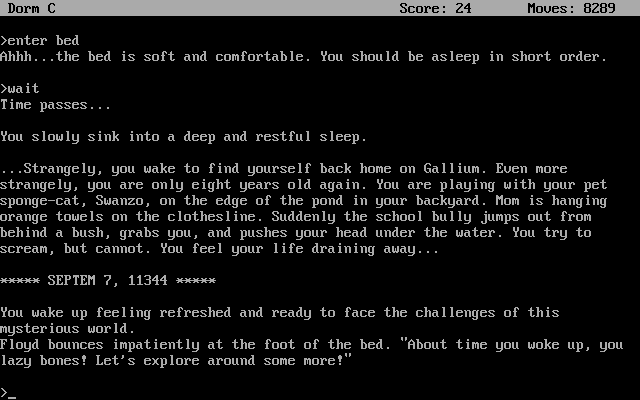 Dorm C Score: 24 Moves: 8289
>enter bed
Ahhh...the bed is soft and comfortable. You should be asleep in short order.
>wait
Time passes...
You slowly sink into a deep and restful sleep.
...Strangely, you wake to find yourself back home on Gallium. Even more
strangely, you are only eight years old again. You are playing with your pet
sponge-cat, Swanzo, on the edge of the pond in your backyard. Mom is hanging
orange towels on the clothesline. Suddenly the school bully jumps out from
behind a bush, grabs you, and pushes your head under the water. You try to
scream, but cannot. You feel your life draining away...
***** SEPTEM 7, 11344 *****
You wake up feeling refreshed and ready to face the challenges of this
mysterious world.
Floyd bounces impatiently at the foot of the bed. "About time you woke up, you
lazy bones! Let's explore around some more!"
>_